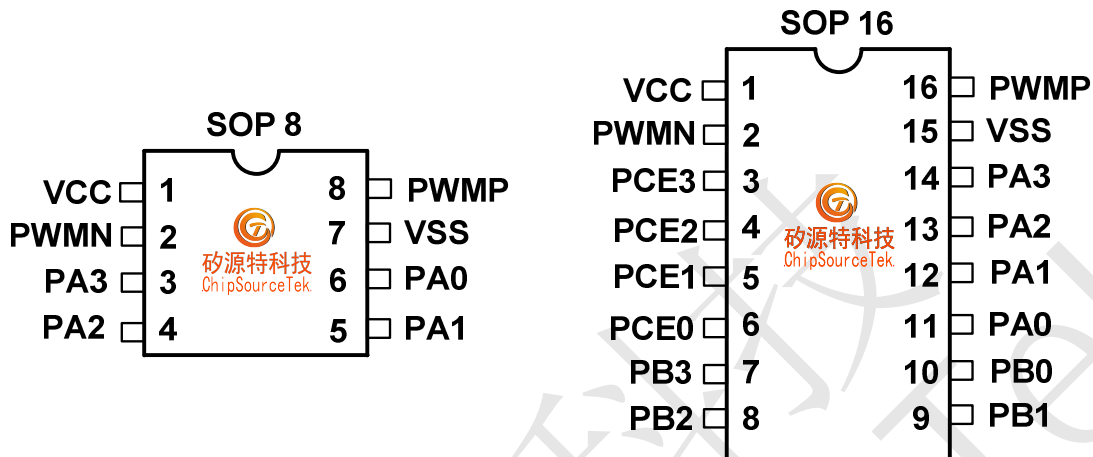 SOP 8
VCC 1 8 PWMP
PWMN 2 7 VSS
PA3 3 6 PA0
PA2 4 5 PA1
矽源特科技
ChipSourceTek.
SOP 16
VCC 1 16 PWMP
PWMN 2 15 VSS
PCE3 3 14 PA3
PCE2 4 13 PA2
PCE1 5 12 PA1
PCE0 6 11 PA0
PB3 7 10 PB0
PB2 8 9 PB1
矽源特科技
ChipSourceTek.
科技
Tek